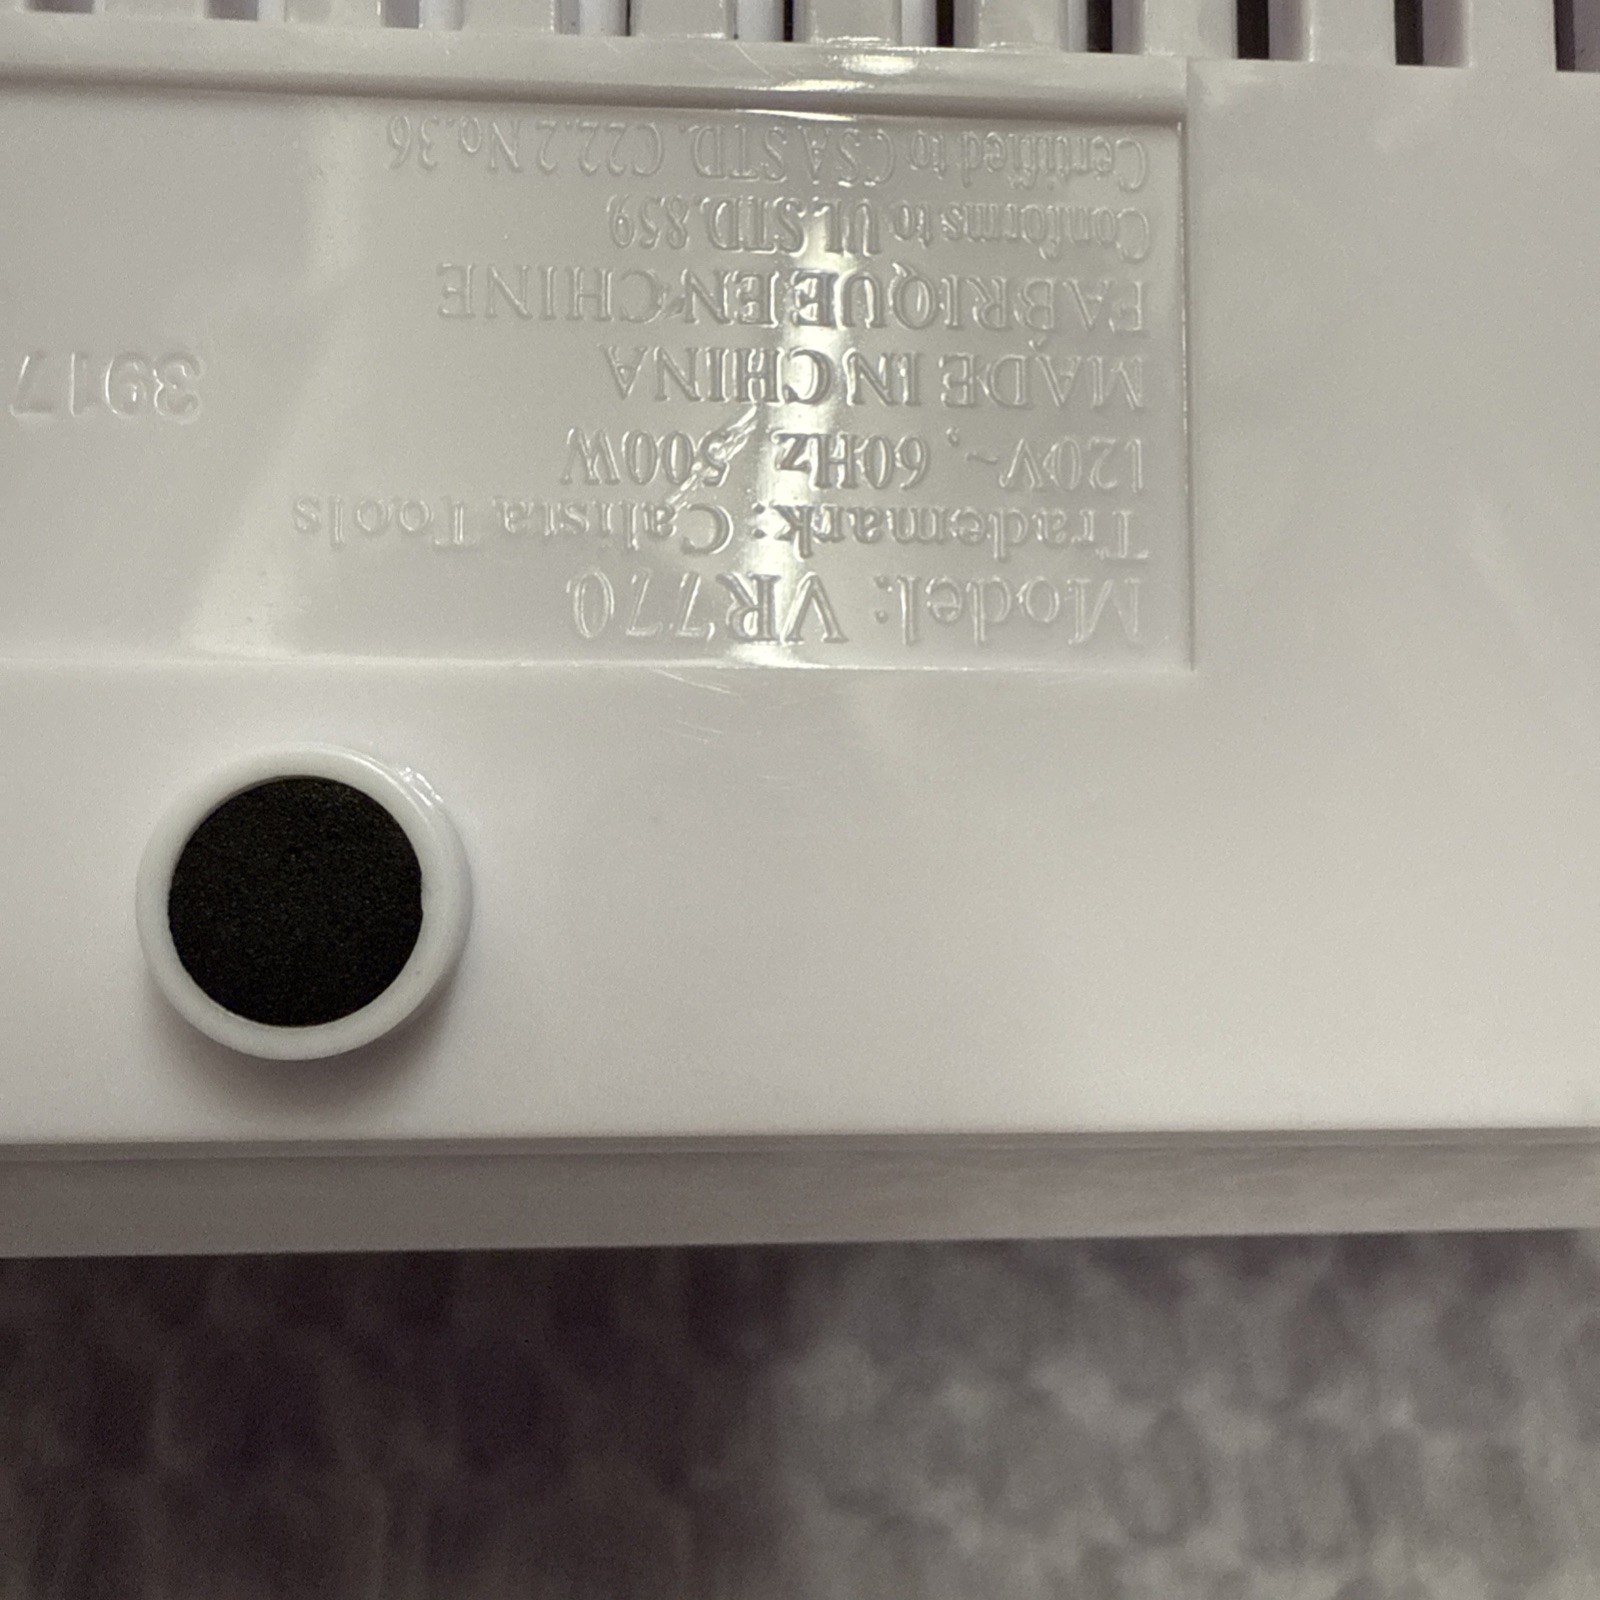 Model: VR770
Trademark: Calista Tools
120V~, 60Hz 500W
MADE IN CHINA
FABRIQUÉ EN CHINE
Conforms to UL STD.859
Certified to CSA STD. C22.2 No.36
3917